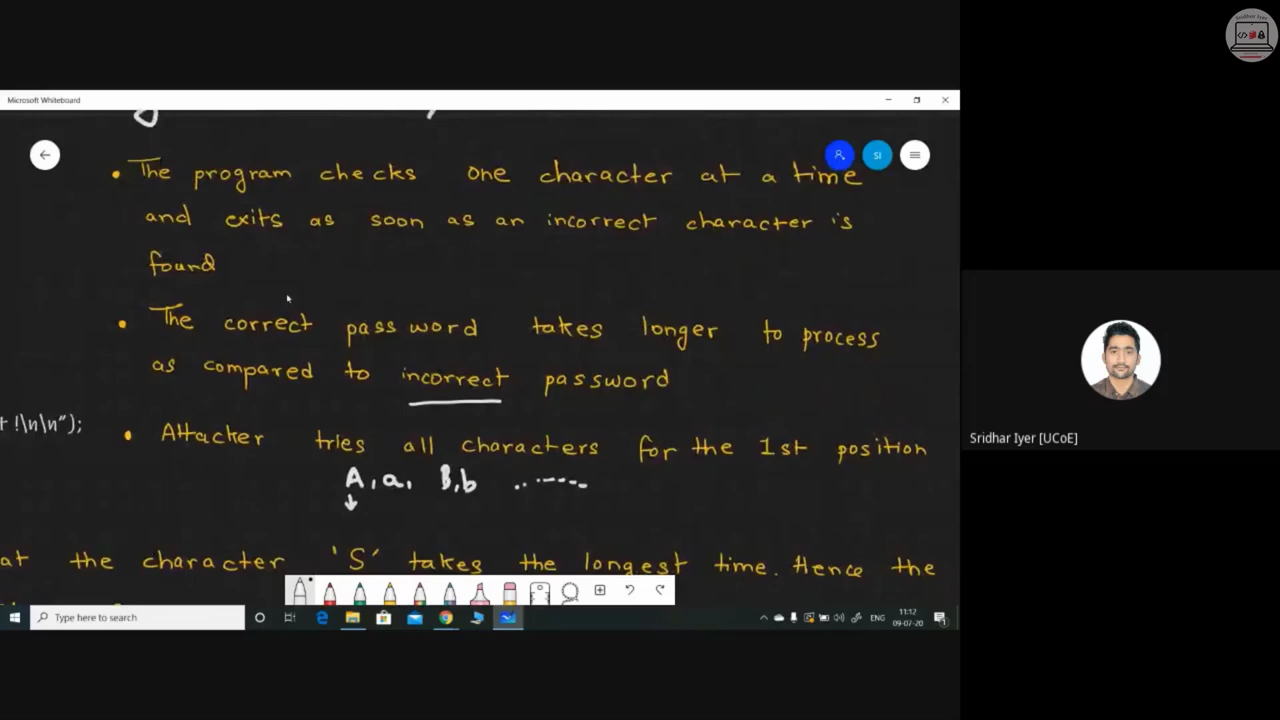 Sridhar Iyer
Microsoft Whiteboard
SI
• The program checks one character at a time
and exits as soon as an incorrect character is
found
• The correct password takes longer to process
as compared to incorrect password
t !\n\n");
• Attacker tries all characters for the 1st position
A, a, B, b ........
at the character 'S' takes the longest time. Hence the
Sridhar Iyer [UCoE]
Type here to search
ENG
11:12
09-07-20